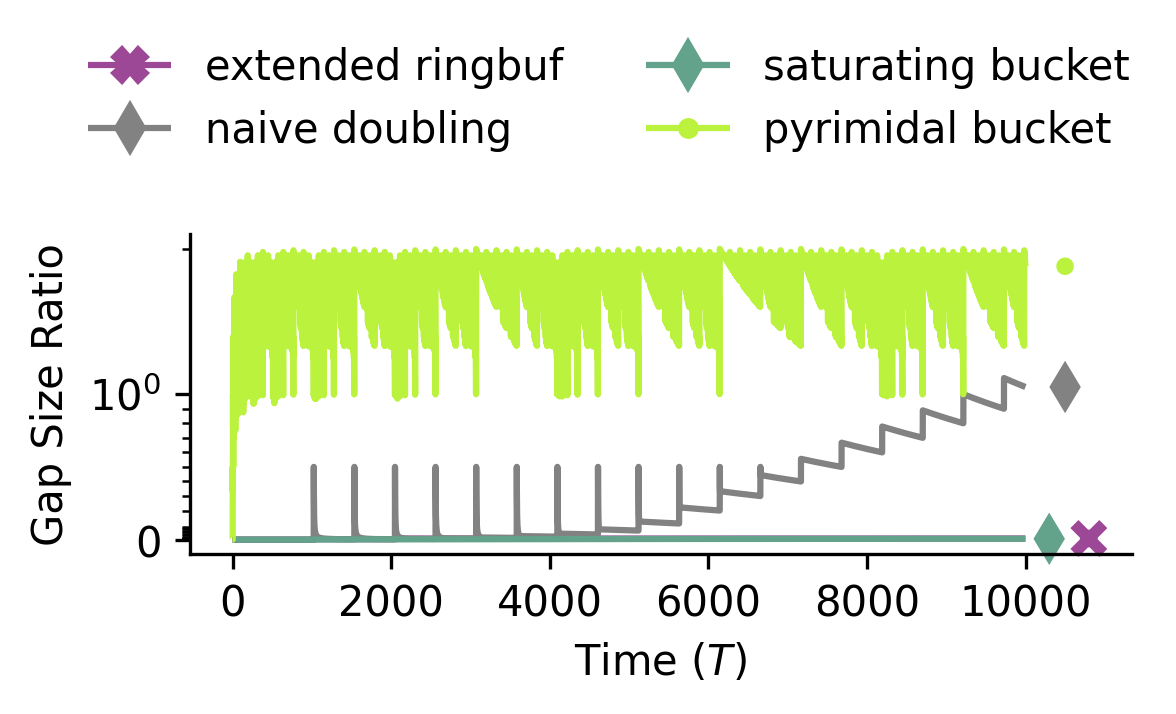 extended ringbuf
saturating bucket
naive doubling
pyrimidal bucket
Gap Size Ratio
10⁰
0
0 2000 4000 6000 8000 10000
Time (T)